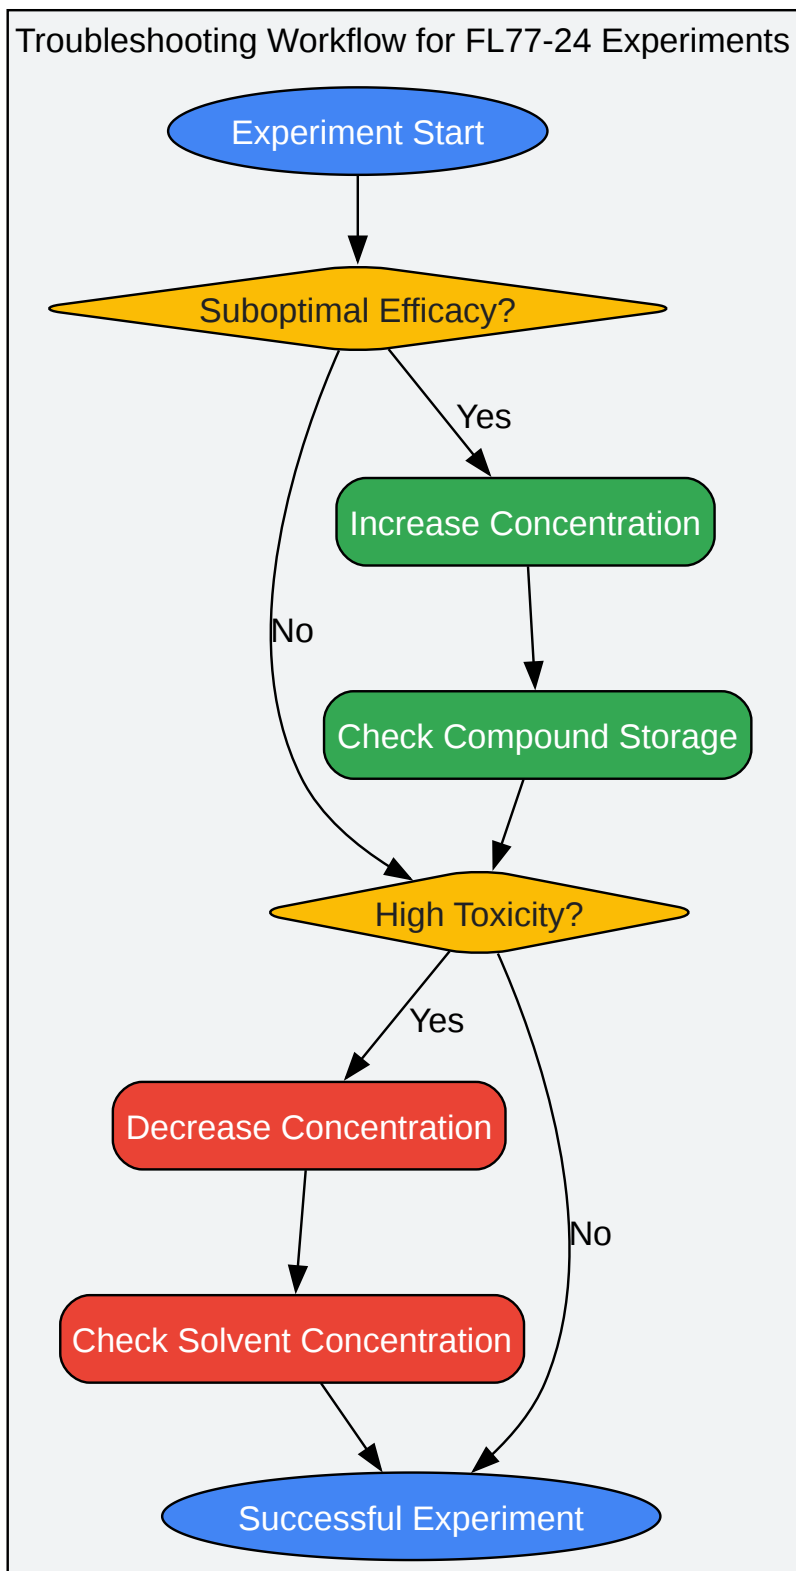 Troubleshooting Workflow for FL77-24 Experiments
Experiment Start
Suboptimal Efficacy?
Yes
Increase Concentration
No
Check Compound Storage
High Toxicity?
Yes
Decrease Concentration
No
Check Solvent Concentration
Successful Experiment